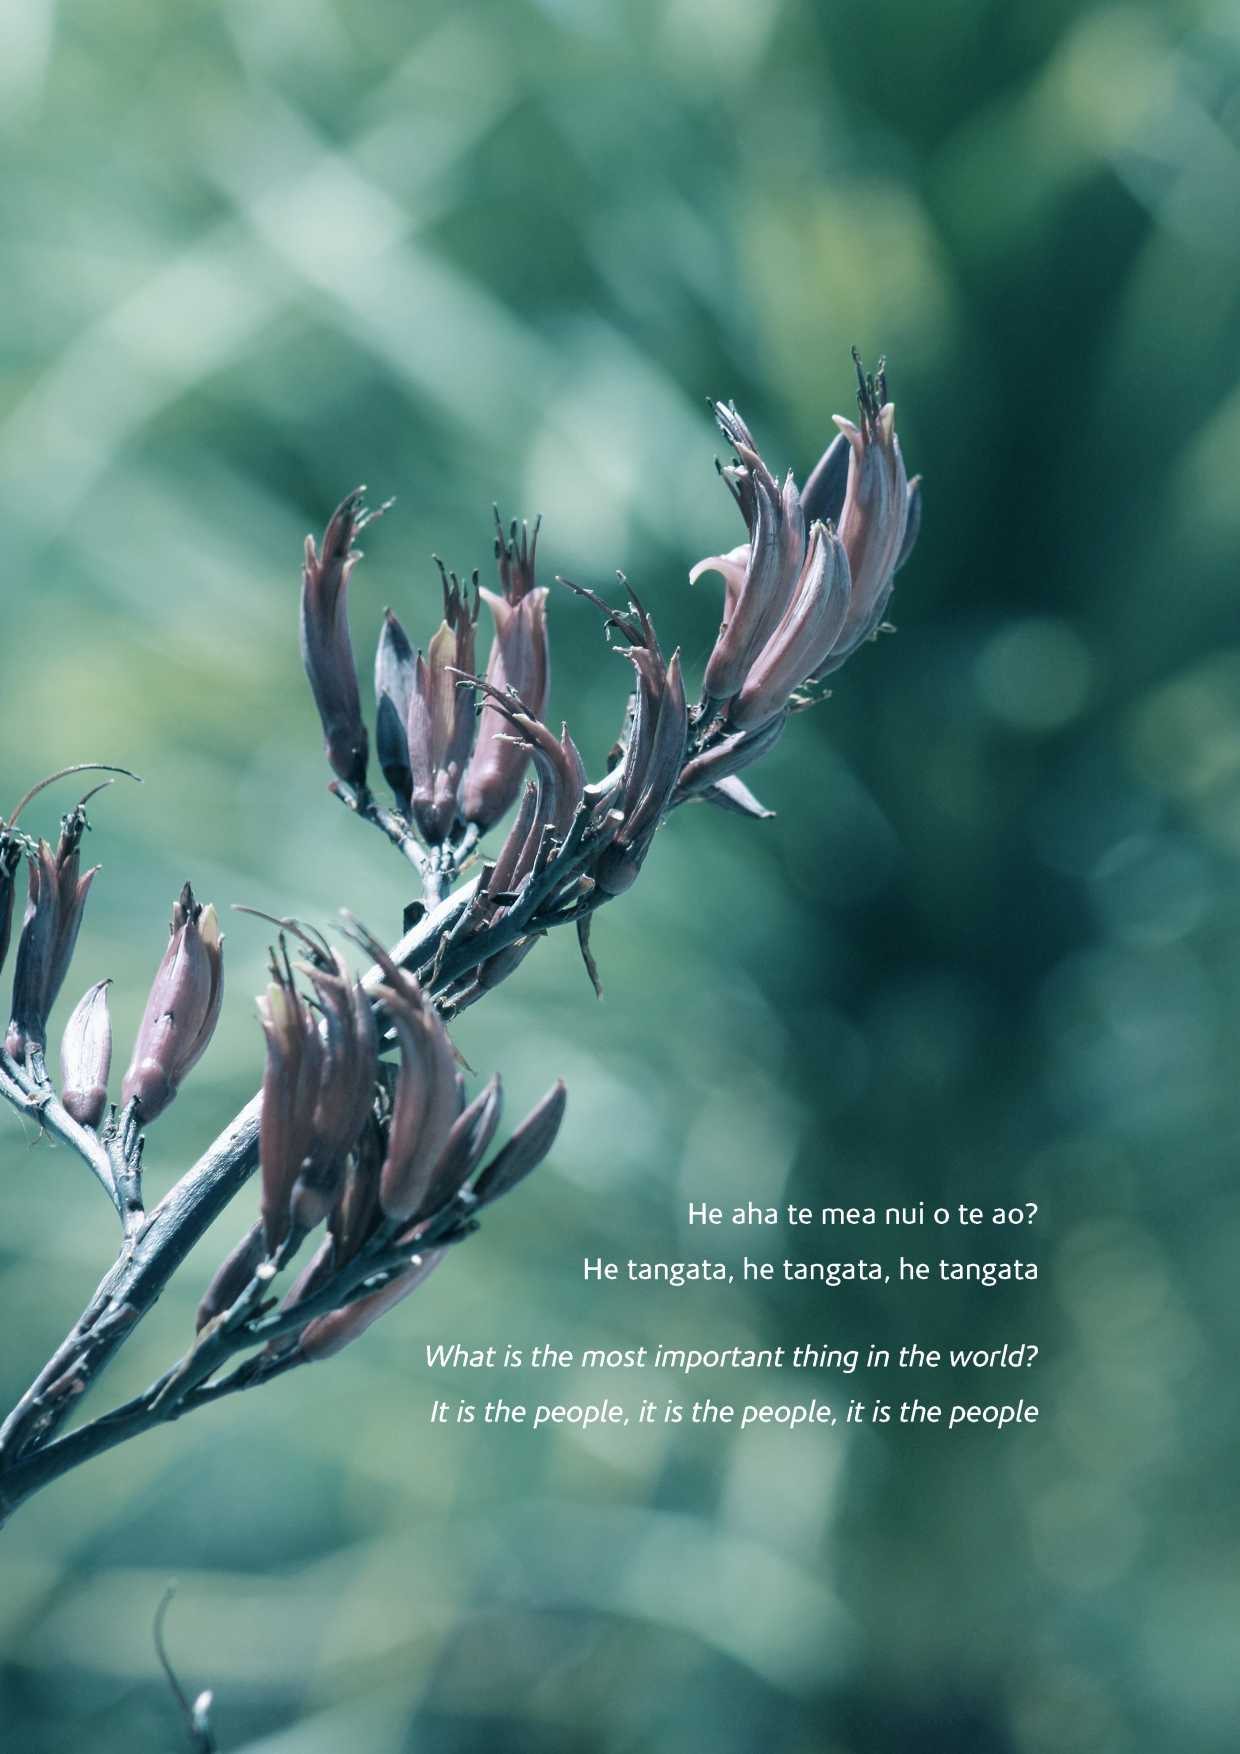 He aha te mea nui o te ao?
He tangata, he tangata, he tangata
What is the most important thing in the world?
It is the people, it is the people, it is the people